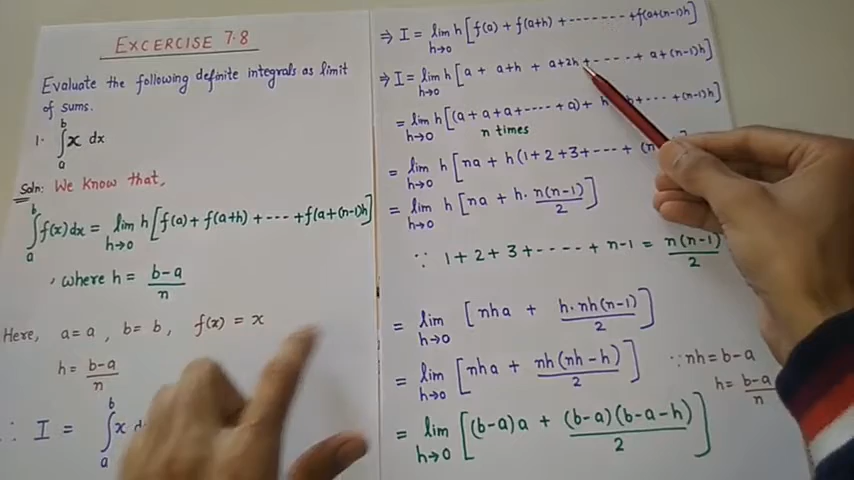 EXCERCISE 7.8
Evaluate the following definite integrals as limit
of sums.
1. ∫ₐᵇ x dx
Soln: We know that,
∫ₐᵇ f(x)dx = lim h→0 h[f(a) + f(a+h) + ---- + f(a+(n-1)h]
, where h = (b-a)/n
Here, a = a , b = b , f(x) = x
h = (b-a)/n
∴ I = ∫ₐᵇ x d
⇒ I = lim h→0 h[f(a) + f(a+h) + -------- + f(a+(n-1)h]
⇒ I = lim h→0 h[a + a+h + a+2h + ----- + a+(n-1)h]
= lim h→0 h[(a + a + a + ----- + a) + h + --- + (n-1)h]
n times
= lim h→0 h[na + h(1+2+3+ --- + (n
= lim h→0 h[na + h. n(n-1)/2]
∵ 1 + 2 + 3 + ----- + n-1 = n(n-1)/2
= lim h→0 [nha + h.nh(n-1)/2]
= lim h→0 [nha + nh(nh-h)/2] ∵ nh = b-a
h = (b-a)/n
= lim h→0 [(b-a)a + (b-a)(b-a-h)/2]